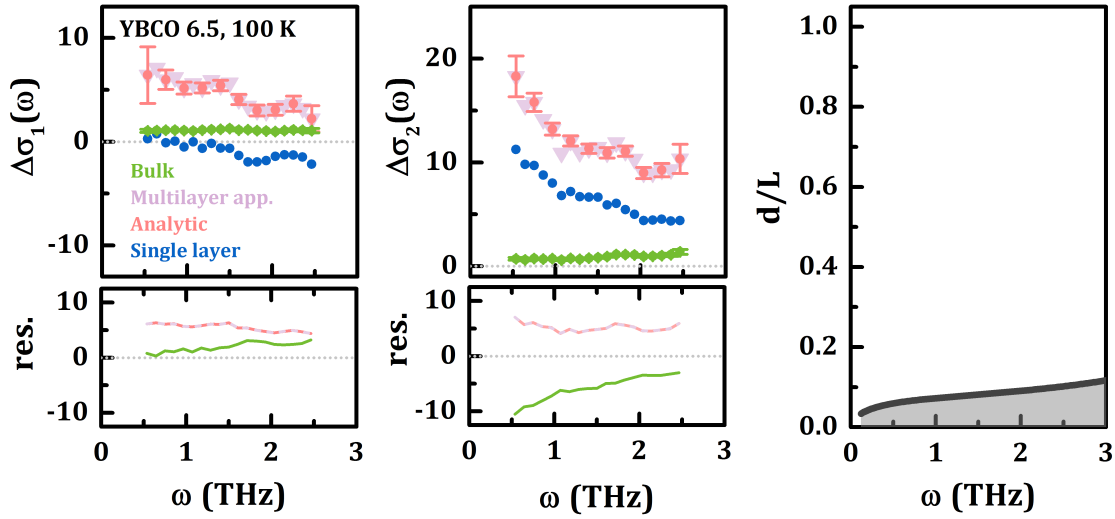 YBCO 6.5, 100 K
Δσ₁(ω)
10
0
-10
Bulk
Multilayer app.
Analytic
Single layer
res.
10
0
-10
0
1
2
3
ω (THz)
Δσ₂(ω)
20
10
0
res.
10
0
-10
0
1
2
3
ω (THz)
d/L
1.0
0.8
0.6
0.4
0.2
0.0
0
1
2
3
ω (THz)